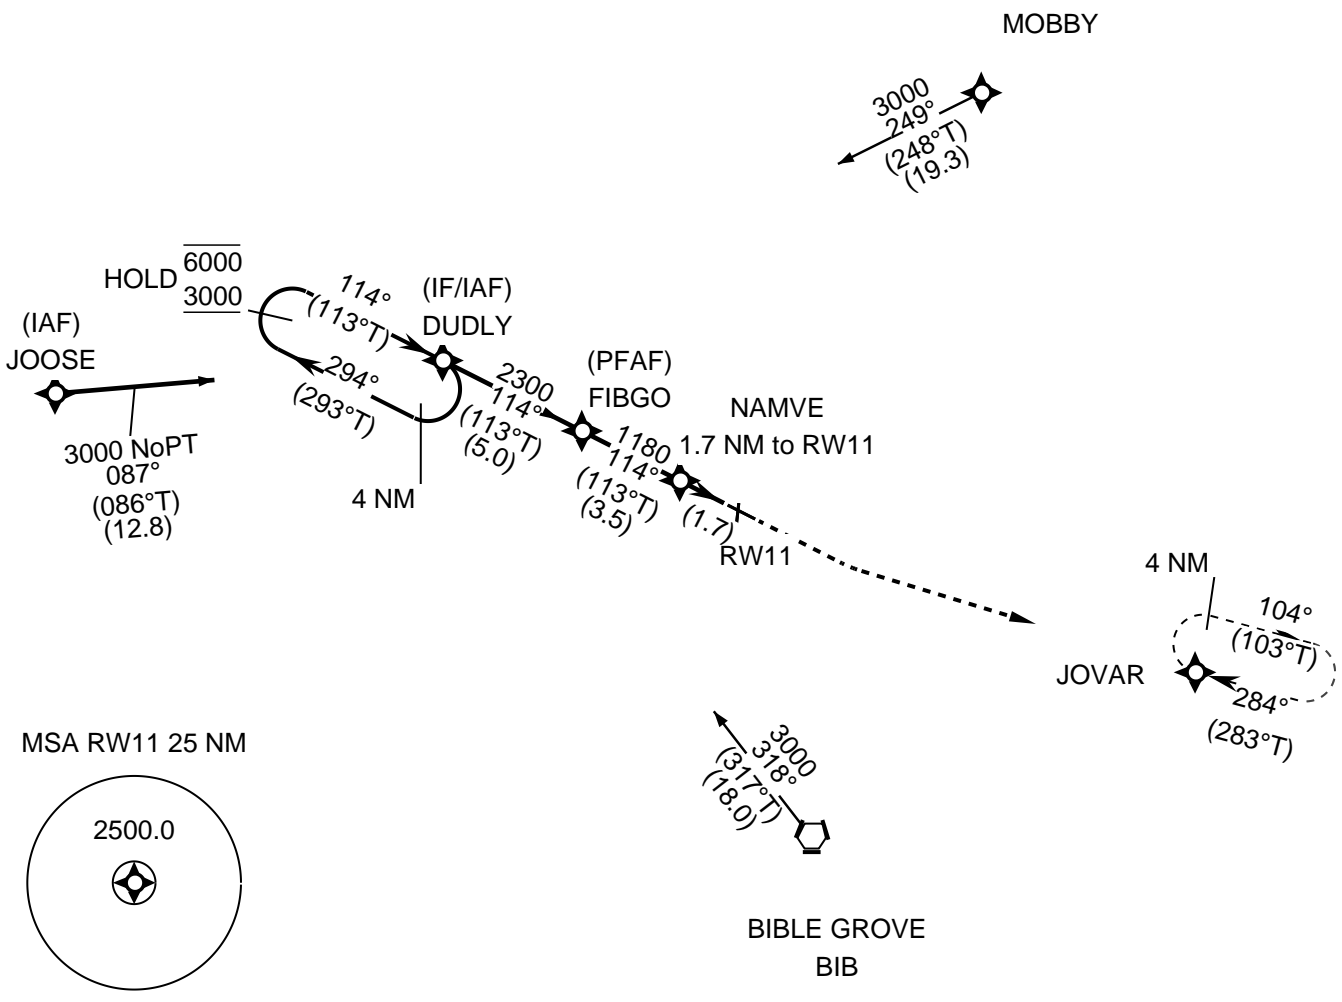 MOBBY
3000
249°
(248°T)
(19.3)
HOLD
6000
3000
114°
(113°T)
(IF/IAF)
DUDLY
(IAF)
JOOSE
294°
(293°T)
2300
114°
(113°T)
(5.0)
(PFAF)
FIBGO
NAMVE
1.7 NM to RW11
3000 NoPT
087°
(086°T)
(12.8)
4 NM
1180
114°
(113°T)
(3.5)
(1.7)
RW11
4 NM
104°
(103°T)
JOVAR
284°
(283°T)
MSA RW11 25 NM
2500.0
3000
318°
(317°T)
(18.0)
BIBLE GROVE
BIB